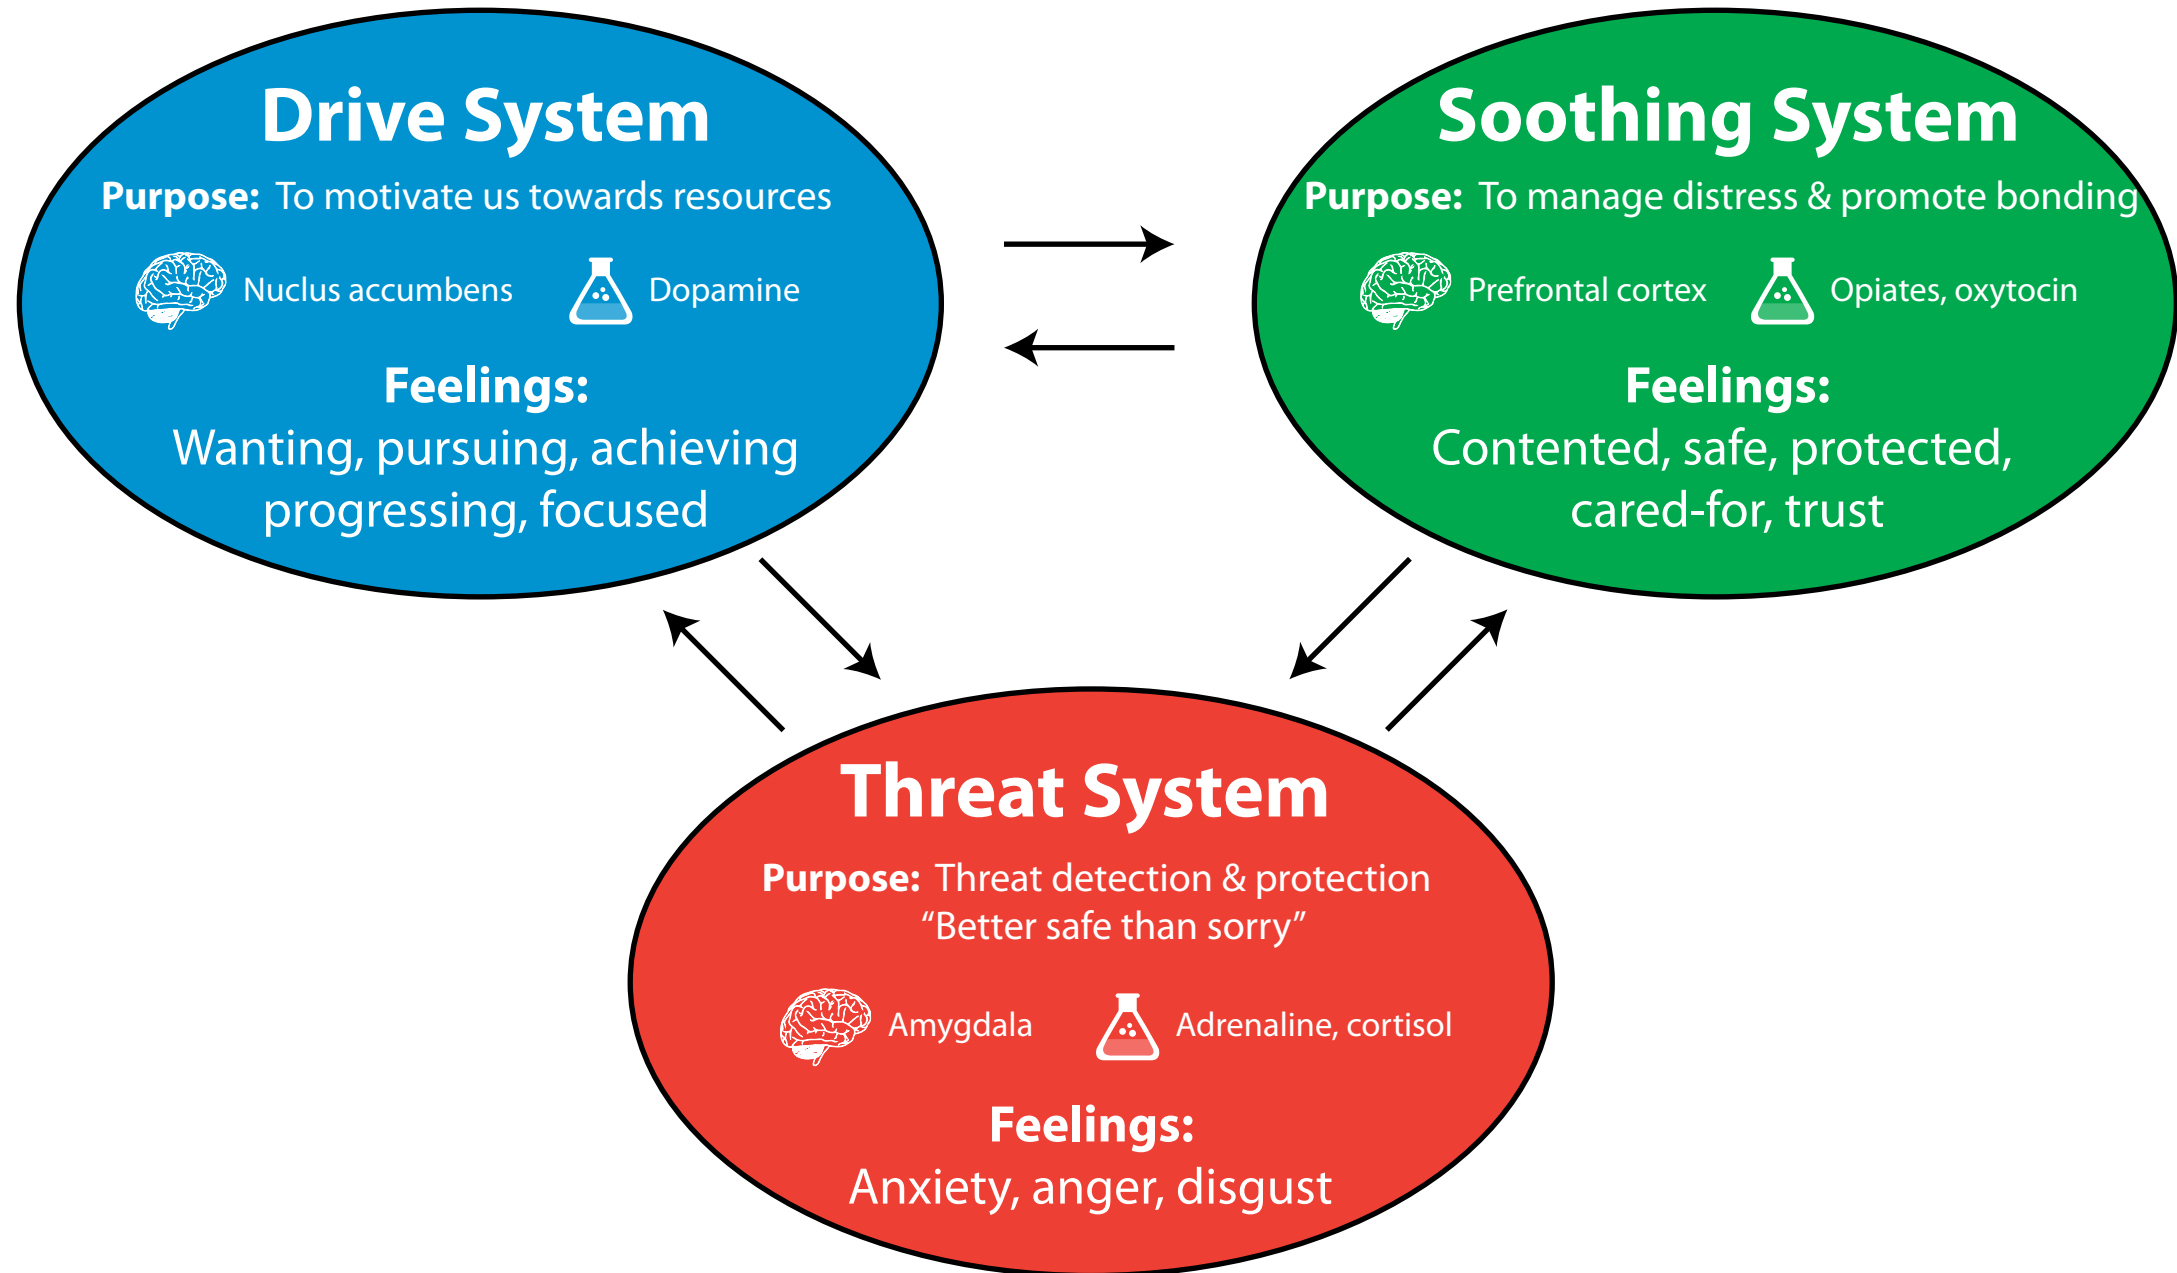 Drive System
Purpose: To motivate us towards resources
Nuclus accumbens
Dopamine
Feelings:
Wanting, pursuing, achieving
progressing, focused
Soothing System
Purpose: To manage distress & promote bonding
Prefrontal cortex
Opiates, oxytocin
Feelings:
Contented, safe, protected,
cared-for, trust
Threat System
Purpose: Threat detection & protection
“Better safe than sorry”
Amygdala
Adrenaline, cortisol
Feelings:
Anxiety, anger, disgust